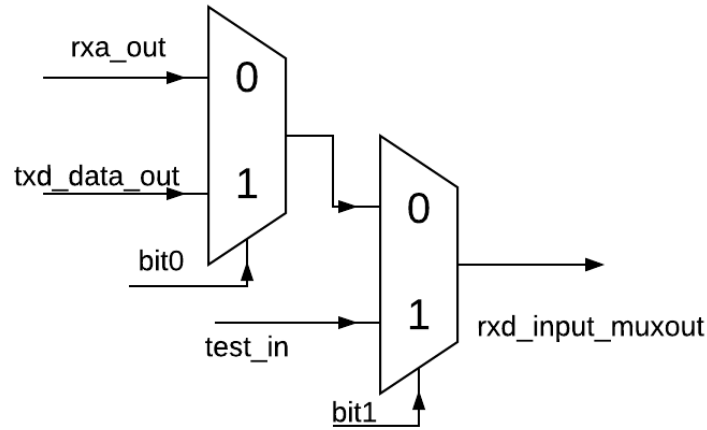 rxa_out
0
txd_data_out
1
bit0
0
test_in
1
rxd_input_muxout
bit1